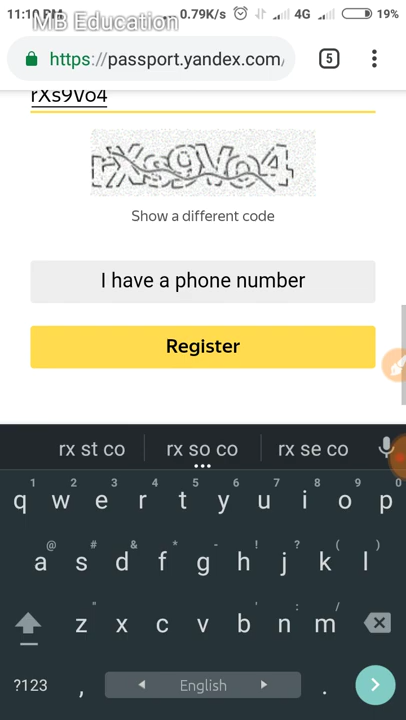 11:10 PM ...0.79K/s 4G 19%
MB Education
https://passport.yandex.com/ 5
rXs9Vo4
rXs9Vo4
Show a different code
I have a phone number
Register
rx st co rx so co rx se co
1 2 3 4 5 6 7 8 9 0
q w e r t y u i o p
@ # & * - ! ? ( )
a s d f g h j k l
" ' : /
z x c v b n m
?123 , English .